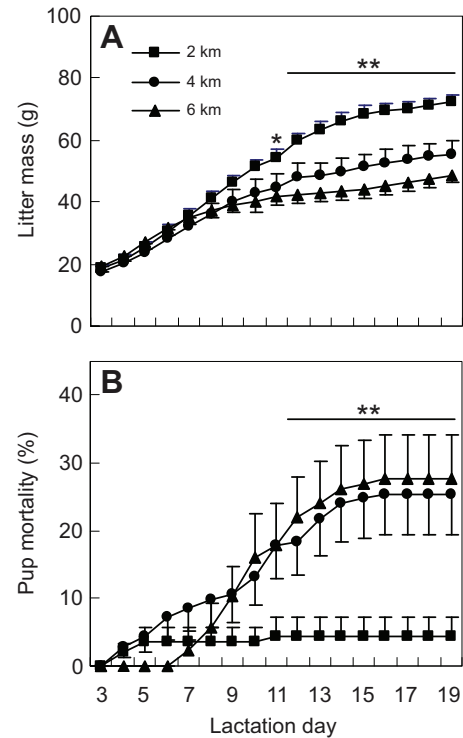 100
A
2 km
4 km
6 km
**
*
80
60
40
20
0
Litter mass (g)
B
**
40
30
20
10
0
Pup mortality (%)
3 5 7 9 11 13 15 17 19
Lactation day